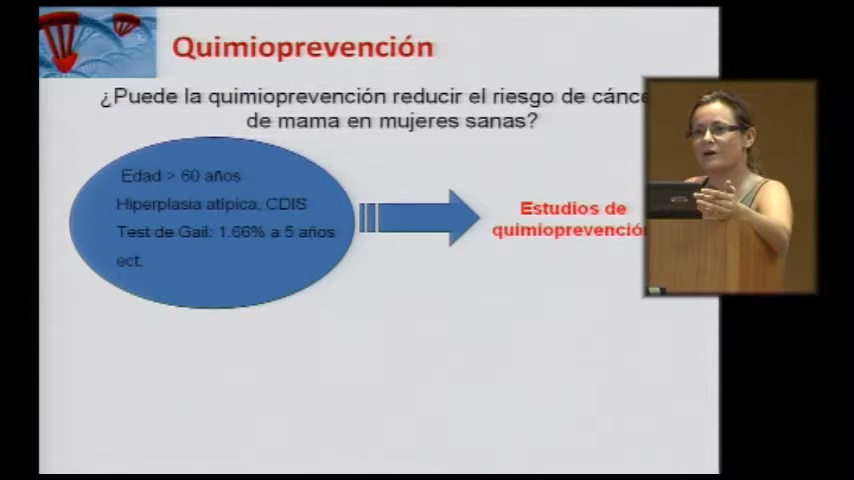 Quimioprevención
¿Puede la quimioprevención reducir el riesgo de cánce
de mama en mujeres sanas?
Edad > 60 años
Hiperplasia atípica, CDIS
Test de Gail: 1.66% a 5 años
ect.
Estudios de
quimioprevención